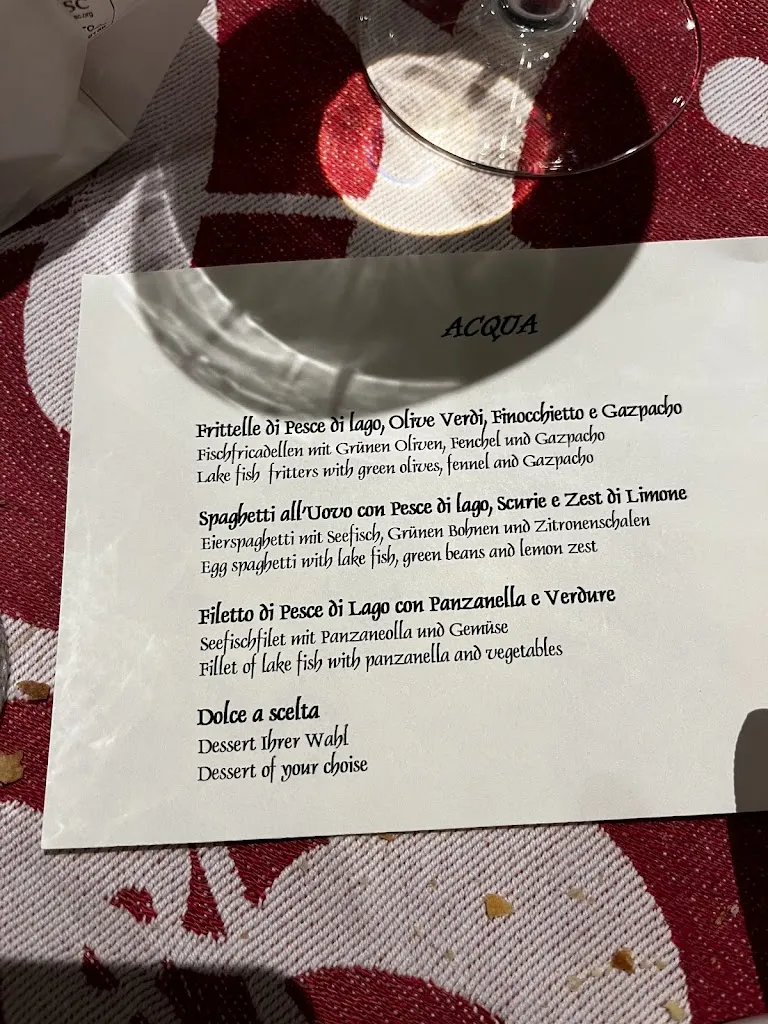 SC
ACQUA
Frittelle di Pesce di lago, Olive Verdi, Finocchietto e Gazpacho
Fischfricadellen mit Grünen Oliven, Fenchel und Gazpacho
Lake fish fritters with green olives, fennel and Gazpacho
Spaghetti all'Uovo con Pesce di lago, Scurie e Zest di Limone
Eierspaghetti mit Seefisch, Grünen Bohnen und Zitronenschalen
Egg spaghetti with lake fish, green beans and lemon zest
Filetto di Pesce di Lago con Panzanella e Verdure
Seefischfilet mit Panzaneolla und Gemüse
Fillet of lake fish with panzanella and vegetables
Dolce a scelta
Dessert Ihrer Wahl
Dessert of your choise